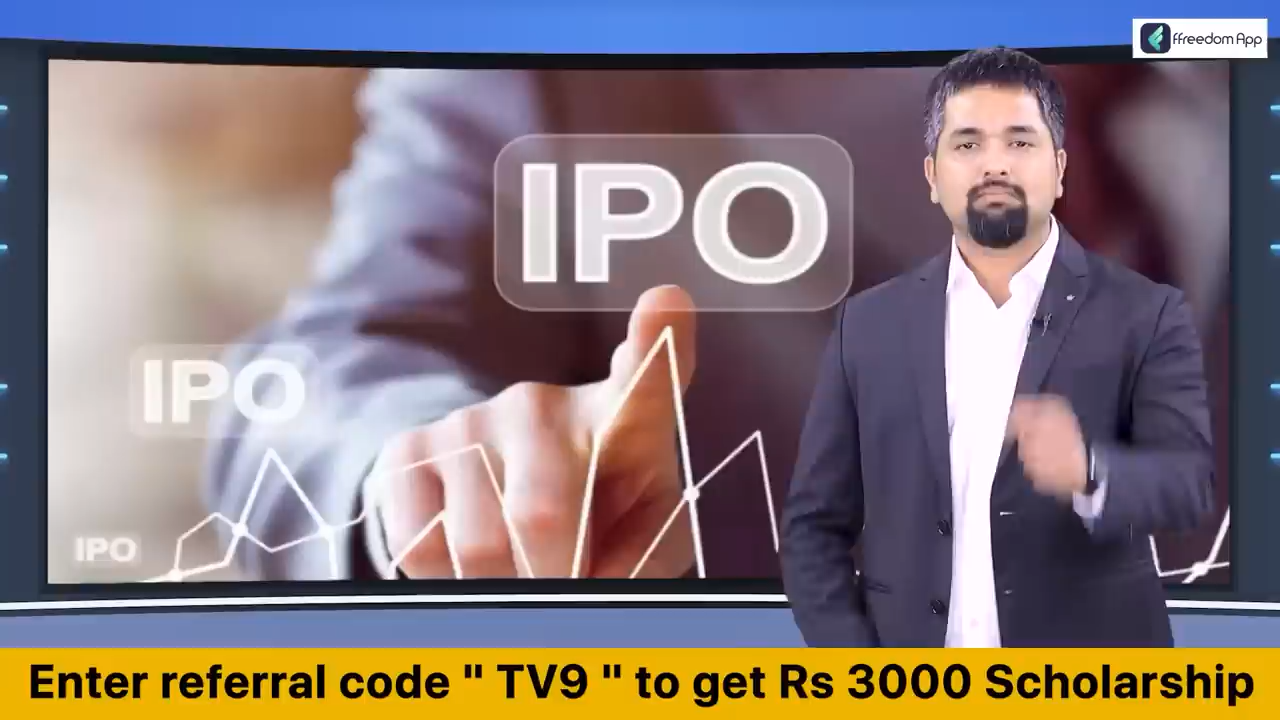 ffreedom App
IPO
IPO
IPO
Enter referral code " TV9 " to get Rs 3000 Scholarship